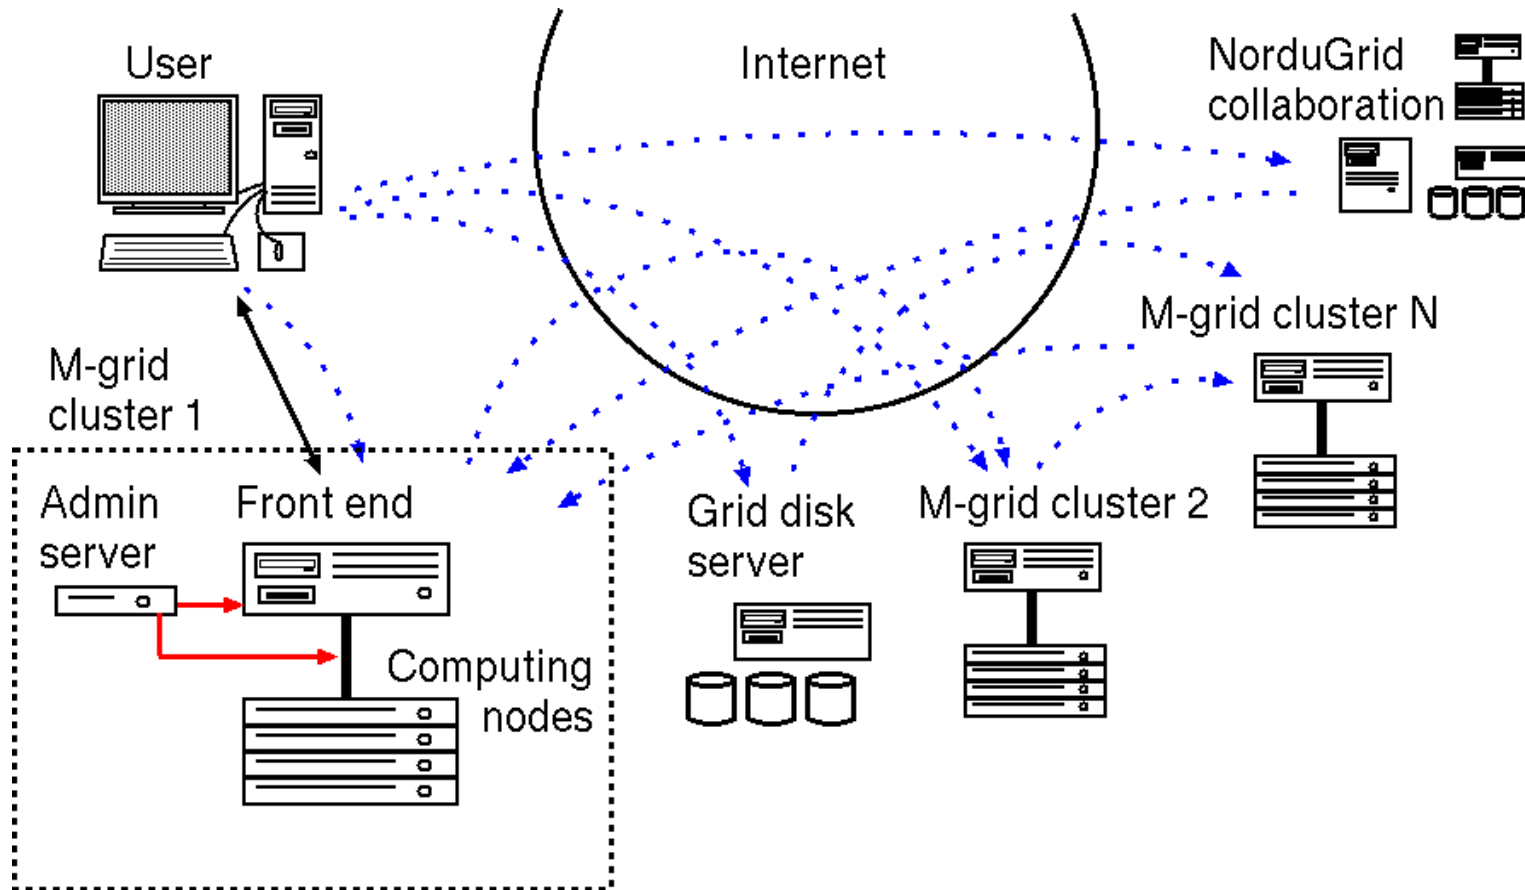 User
Internet
NorduGrid
collaboration
M-grid cluster N
M-grid
cluster 1
Admin
server
Front end
Grid disk
server
M-grid cluster 2
Computing
nodes